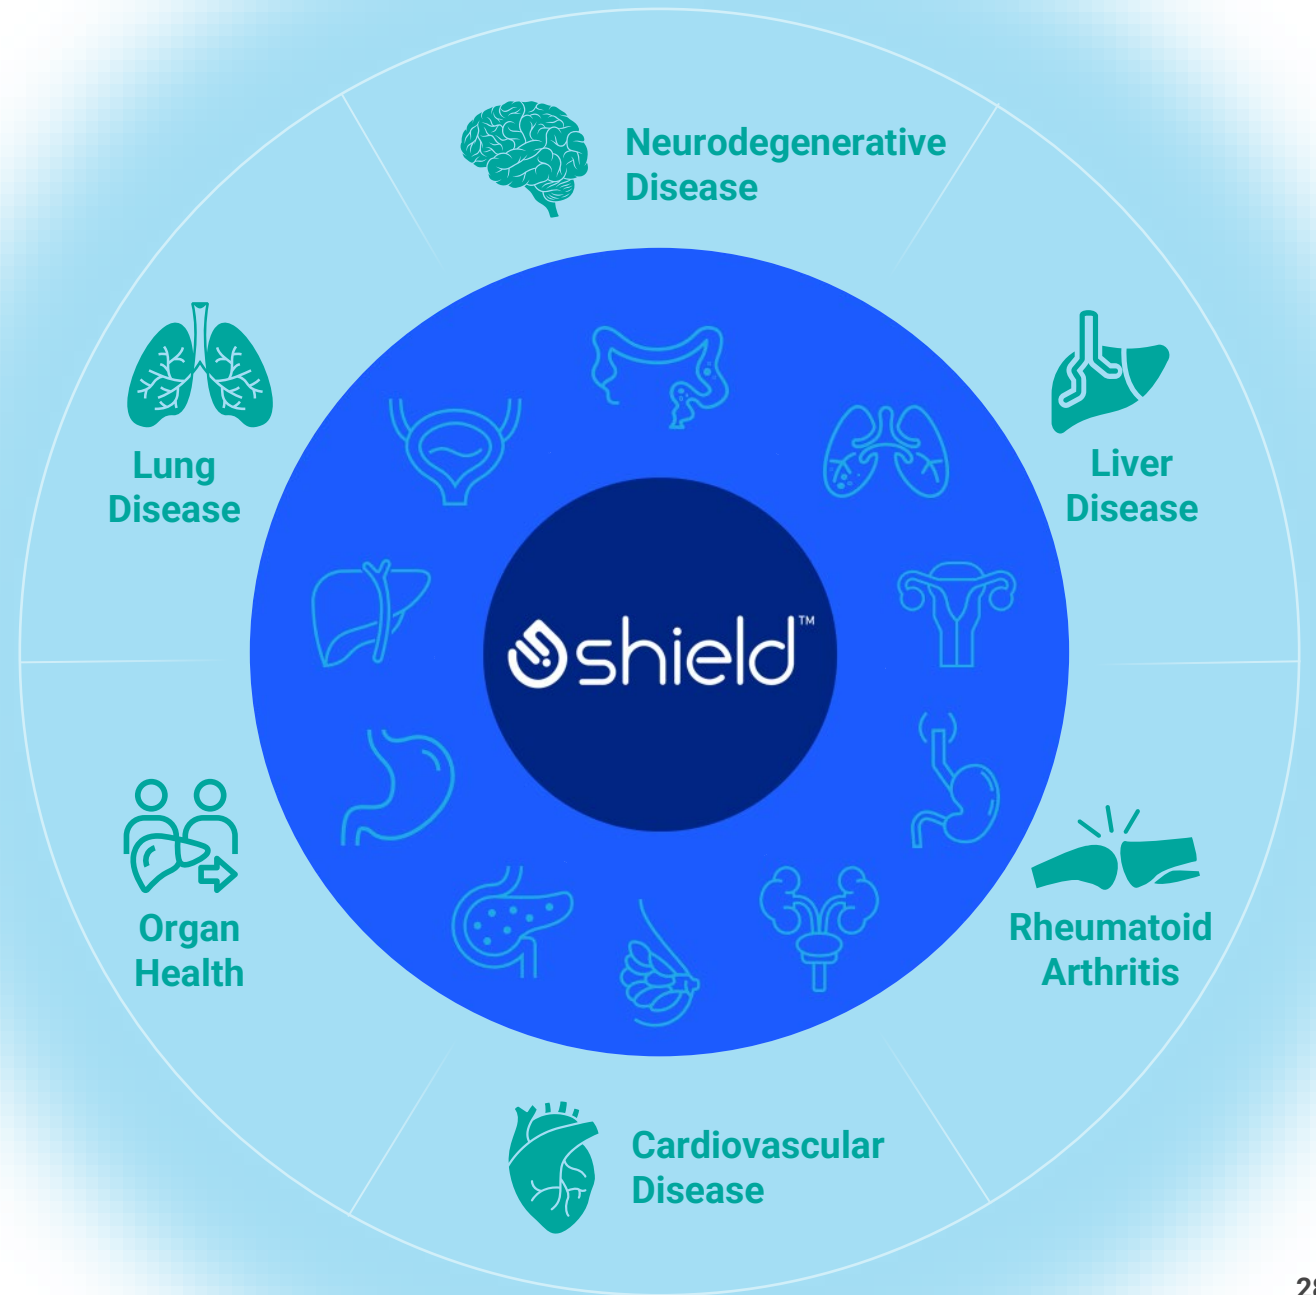 Neurodegenerative
Disease
Lung
Disease
Liver
Disease
shield™
Organ
Health
Rheumatoid
Arthritis
Cardiovascular
Disease